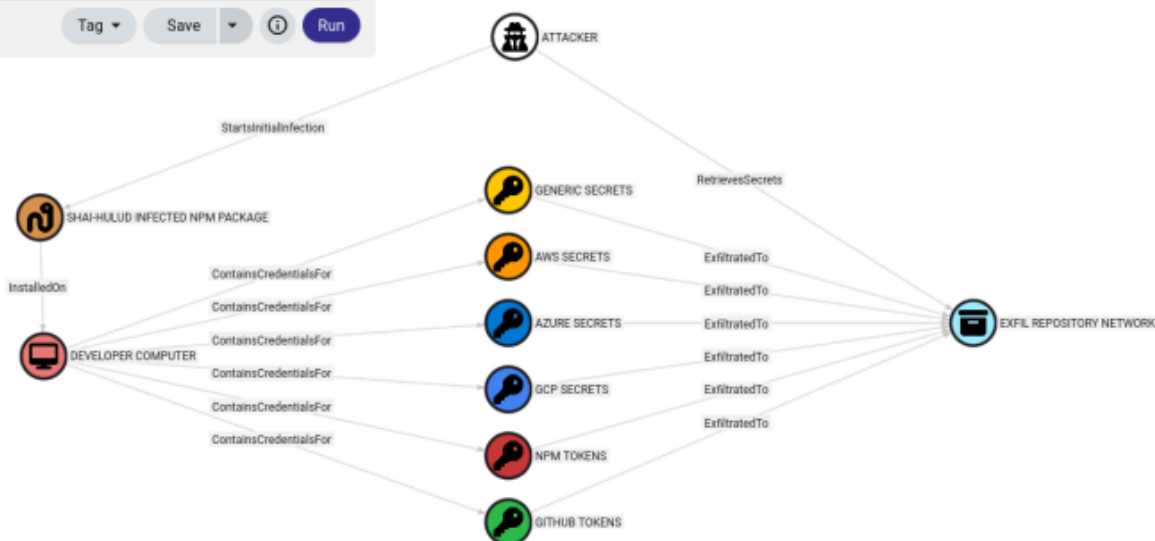 Tag
Save
Run
ATTACKER
StartsInitialInfection
RetrievesSecrets
GENERIC SECRETS
SHAI-HULUD INFECTED NPM PACKAGE
AWS SECRETS
ExfiltratedTo
ContainsCredentialsFor
InstalledOn
ExfiltratedTo
ContainsCredentialsFor
AZURE SECRETS
ExfiltratedTo
EXFIL REPOSITORY NETWORK
ContainsCredentialsFor
DEVELOPER COMPUTER
ExfiltratedTo
ContainsCredentialsFor
GCP SECRETS
ExfiltratedTo
ContainsCredentialsFor
ExfiltratedTo
ContainsCredentialsFor
NPM TOKENS
GITHUB TOKENS